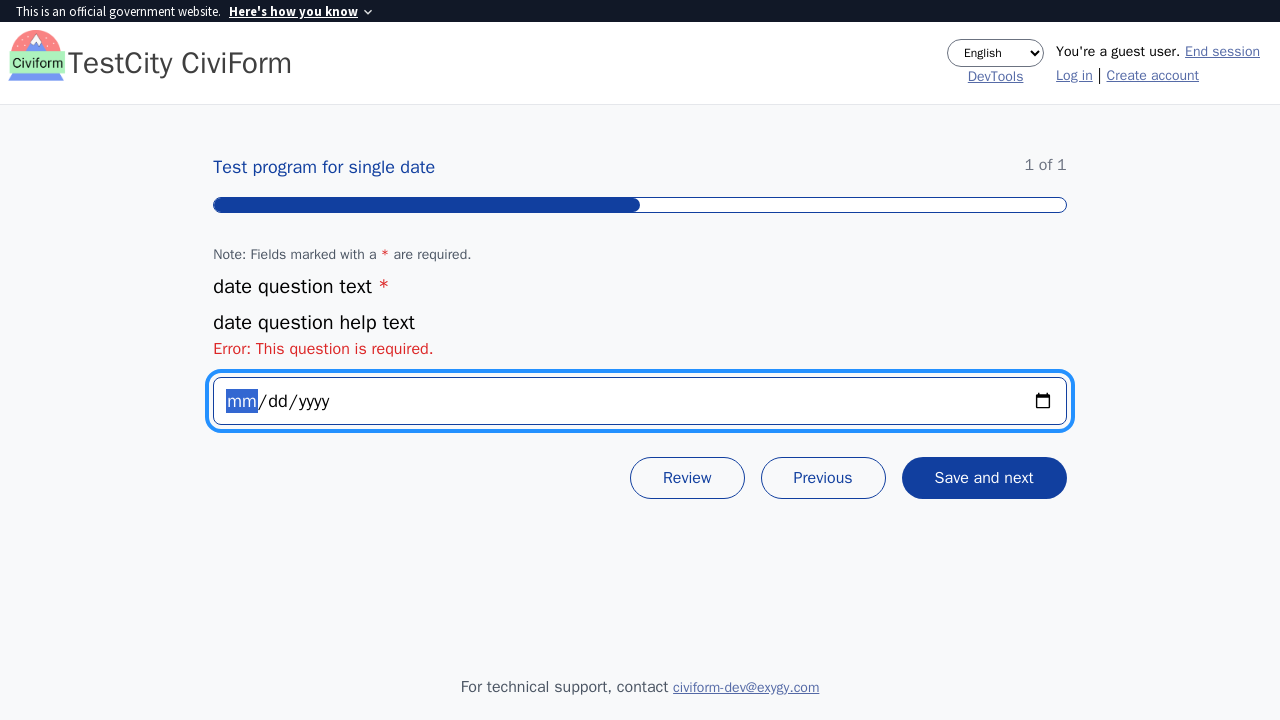 This is an official government website. Here's how you know
Civiform
TestCity CiviForm
English
DevTools
You're a guest user. End session
Log in | Create account
Test program for single date
1 of 1
Note: Fields marked with a * are required.
date question text *
date question help text
Error: This question is required.
mm/dd/yyyy
Review
Previous
Save and next
For technical support, contact civiform-dev@exygy.com